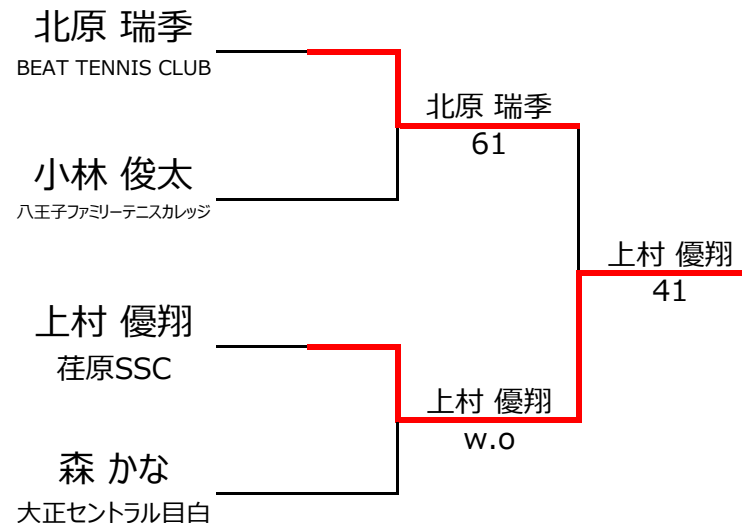 北原 瑞季
BEAT TENNIS CLUB
北原 瑞季
61
小林 俊太
八王子ファミリーテニスカレッジ
上村 優翔
41
上村 優翔
荏原SSC
上村 優翔
w.o
森 かな
大正セントラル目白